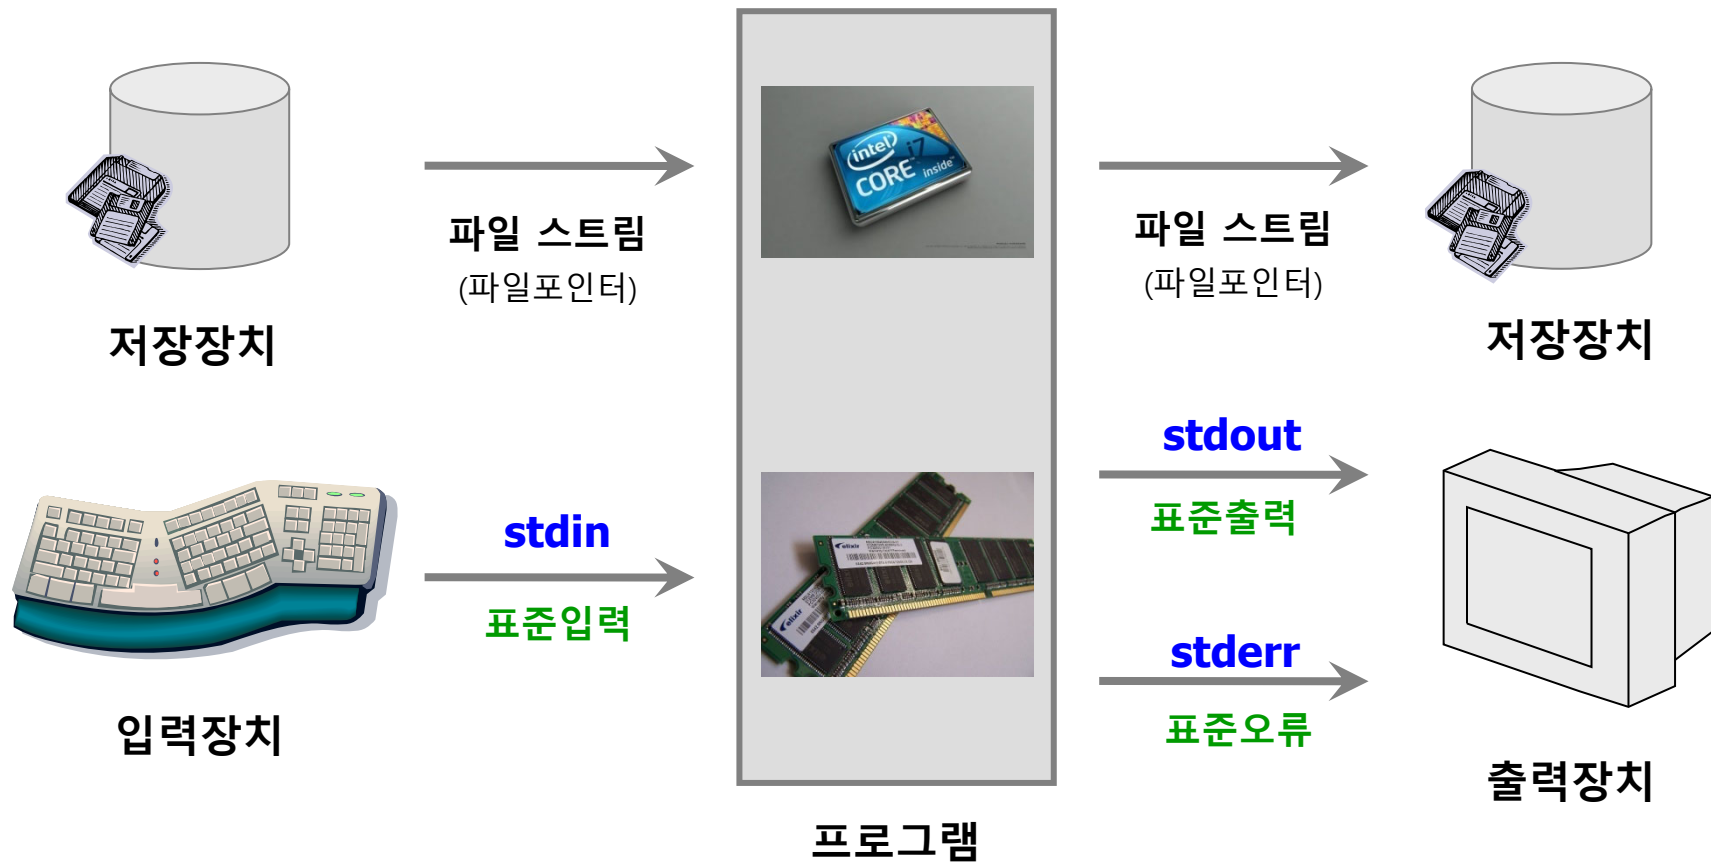 파일 스트림
(파일포인터)
저장장치
stdin
표준입력
입력장치
intel
CORE i7
inside
elixir
elixir
프로그램
파일 스트림
(파일포인터)
저장장치
stdout
표준출력
stderr
표준오류
출력장치